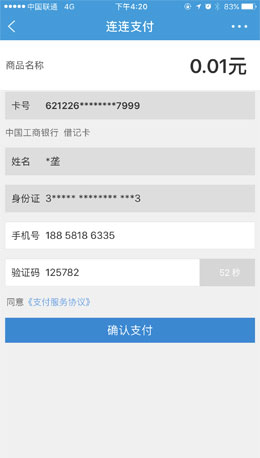 中国联通 4G 下午4:20 83%
连连支付
商品名称 0.01元
卡号 621226********7999
中国工商银行 借记卡
姓名 *垄
身份证 3***** ******** ***3
手机号 188 5818 6335
验证码 125782 52 秒
同意《支付服务协议》
确认支付